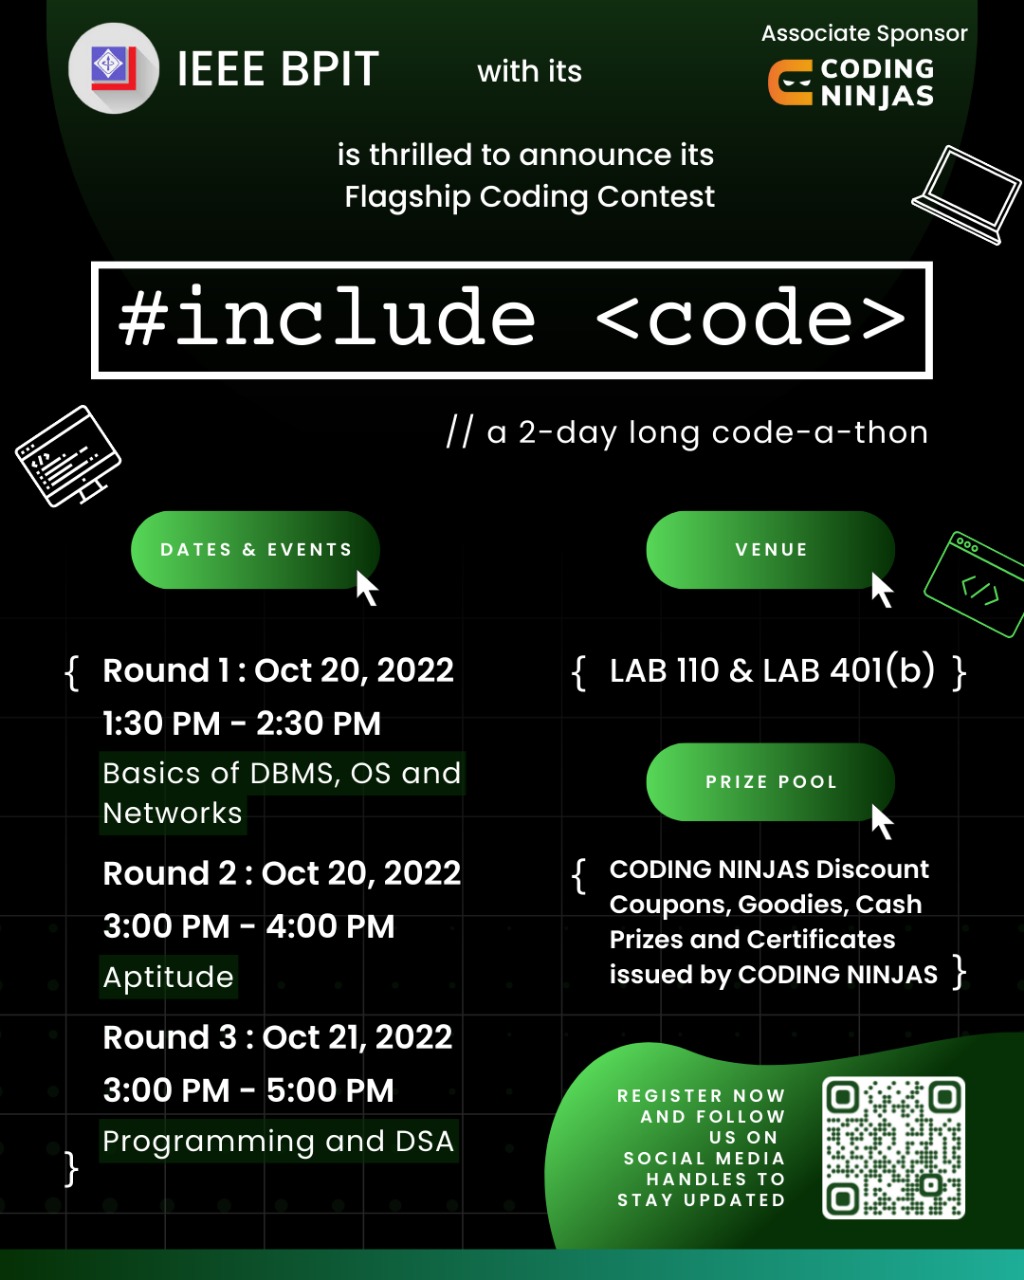 IEEE BPIT
with its
Associate Sponsor
CODING
NINJAS
is thrilled to announce its
Flagship Coding Contest
#include <code>
// a 2-day long code-a-thon
</>
DATES & EVENTS
{ Round 1 : Oct 20, 2022
1:30 PM - 2:30 PM
Basics of DBMS, OS and
Networks
Round 2 : Oct 20, 2022
3:00 PM - 4:00 PM
Aptitude
Round 3 : Oct 21, 2022
3:00 PM - 5:00 PM
Programming and DSA
}
VENUE
</>
{ LAB 110 & LAB 401(b) }
PRIZE POOL
{ CODING NINJAS Discount
Coupons, Goodies, Cash
Prizes and Certificates
issued by CODING NINJAS }
REGISTER NOW
AND FOLLOW
US ON
SOCIAL MEDIA
HANDLES TO
STAY UPDATED